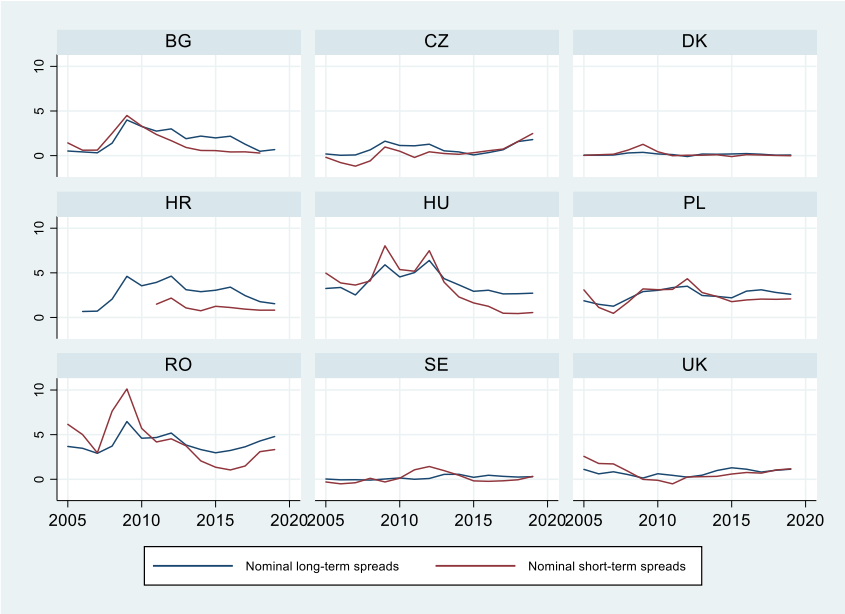 BG CZ DK
10
5
0
HR HU PL
10
5
0
RO SE UK
10
5
0
2005 2010 2015 2020 2005 2010 2015 2020 2005 2010 2015 2020
Nominal long-term spreads Nominal short-term spreads